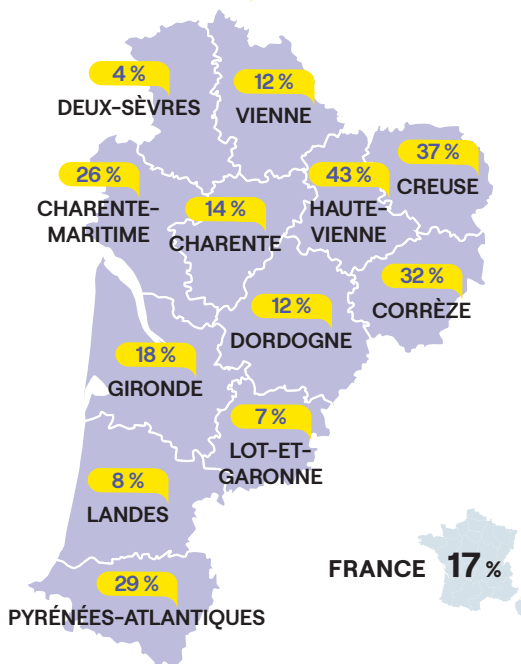 4 %
DEUX-SÈVRES
12 %
VIENNE
26 %
CHARENTE-
MARITIME
14 %
CHARENTE
43 %
HAUTE-
VIENNE
37 %
CREUSE
32 %
CORRÈZE
12 %
DORDOGNE
18 %
GIRONDE
7 %
LOT-ET-
GARONNE
8 %
LANDES
29 %
PYRÉNÉES-ATLANTIQUES
FRANCE 17 %